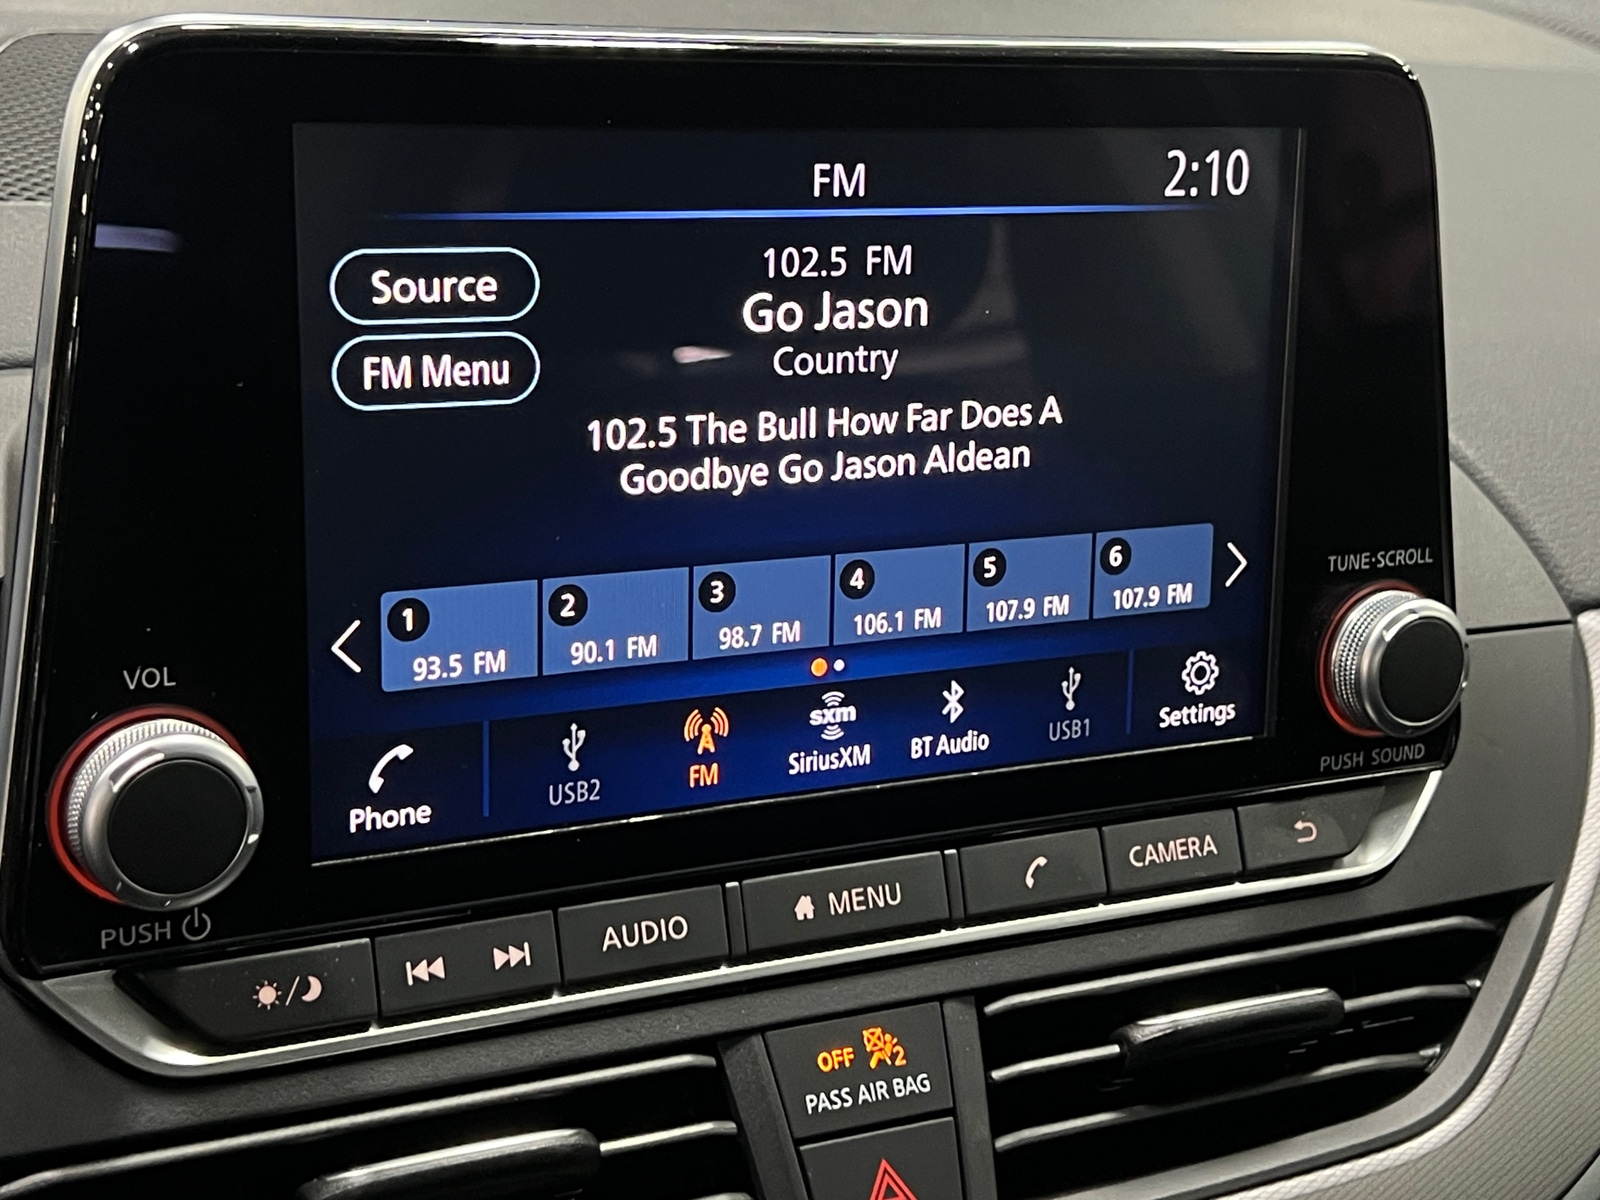 FM
2:10
Source
FM Menu
102.5 FM
Go Jason
Country
102.5 The Bull How Far Does A
Goodbye Go Jason Aldean
1
93.5 FM
2
90.1 FM
3
98.7 FM
4
106.1 FM
5
107.9 FM
6
107.9 FM
Phone
USB2
FM
sxm
SiriusXM
BT Audio
USB1
Settings
VOL
PUSH
TUNE·SCROLL
PUSH SOUND
AUDIO
MENU
CAMERA
OFF 2
PASS AIR BAG